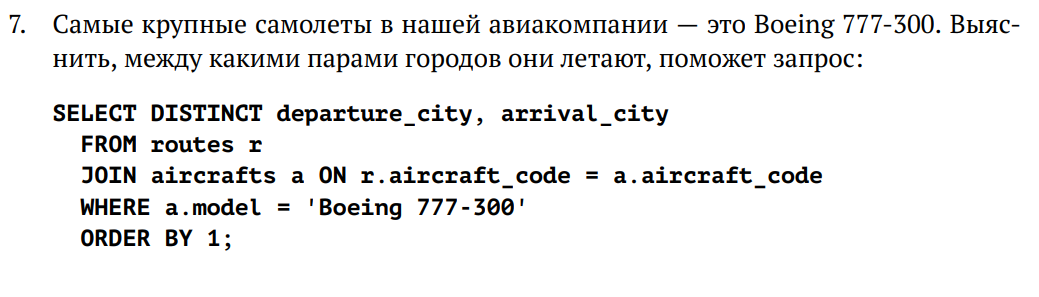 7. Самые крупные самолеты в нашей авиакомпании — это Boeing 777-300. Выяс-
нить, между какими парами городов они летают, поможет запрос:
SELECT DISTINCT departure_city, arrival_city
FROM routes r
JOIN aircrafts a ON r.aircraft_code = a.aircraft_code
WHERE a.model = 'Boeing 777-300'
ORDER BY 1;